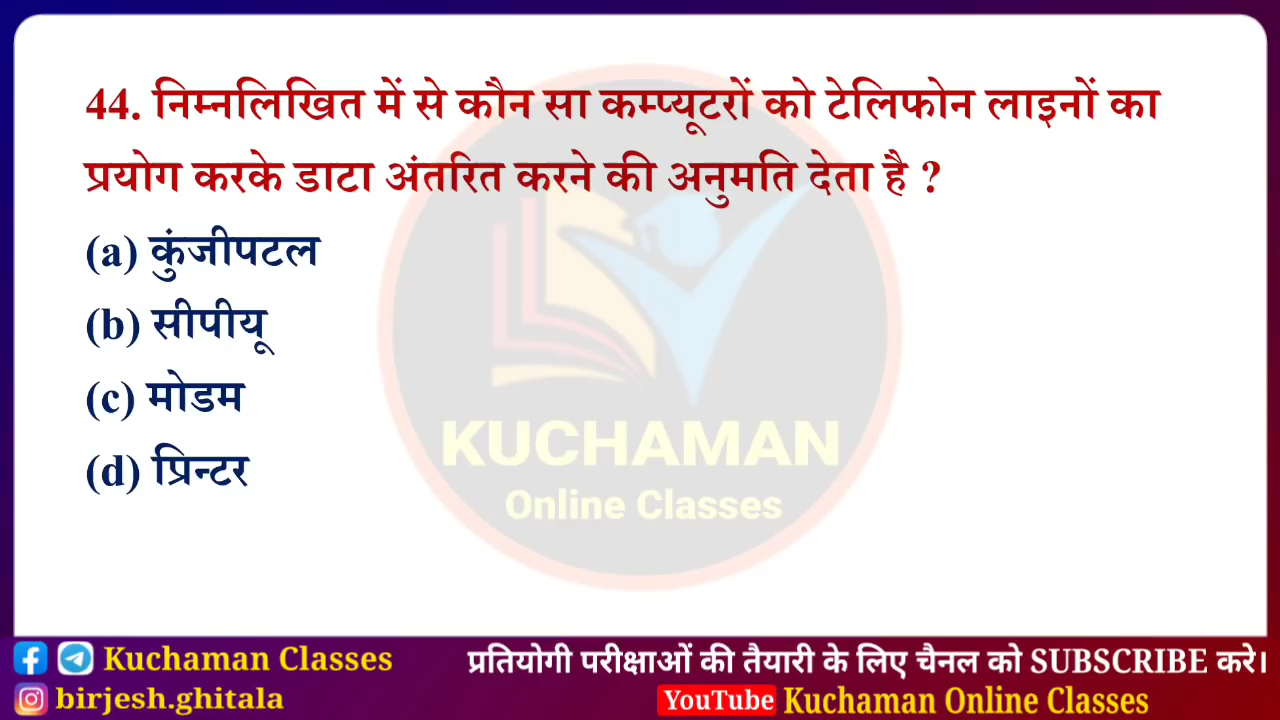 44. निम्नलिखित में से कौन सा कम्प्यूटरों को टेलिफोन लाइनों का
प्रयोग करके डाटा अंतरित करने की अनुमति देता है ?
(a) कुंजीपटल
(b) सीपीयू
(c) मोडम
(d) प्रिन्टर
KUCHAMAN
Online Classes
Kuchaman Classes
birjesh.ghitala
प्रतियोगी परीक्षाओं की तैयारी के लिए चैनल को SUBSCRIBE करे।
YouTube Kuchaman Online Classes